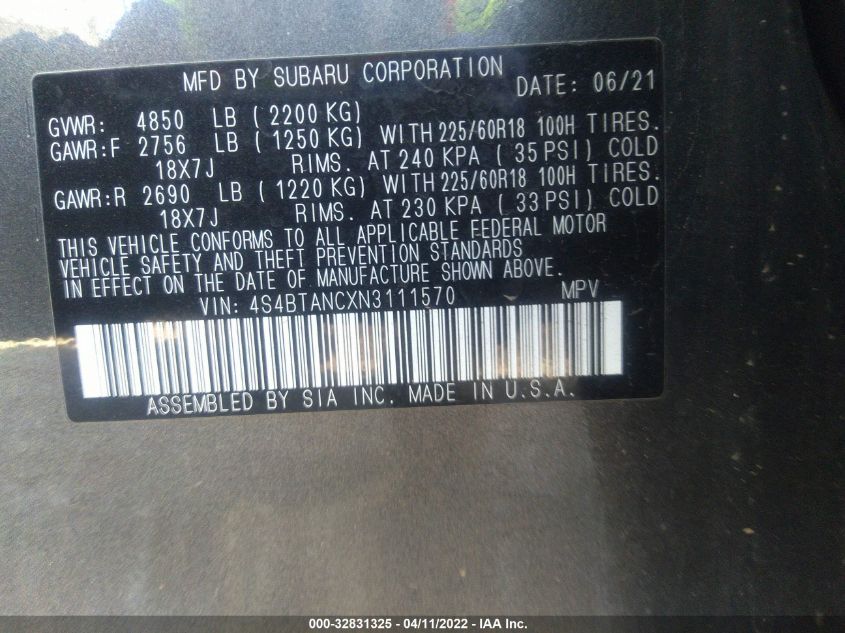 MFD BY SUBARU CORPORATION DATE: 06/21
GVWR: 4850 LB ( 2200 KG)
GAWR:F 2756 LB ( 1250 KG) WITH 225/60R18 100H TIRES.
18X7J RIMS. AT 240 KPA ( 35 PSI) COLD
GAWR:R 2690 LB ( 1220 KG) WITH 225/60R18 100H TIRES.
18X7J RIMS. AT 230 KPA ( 33 PSI) COLD
THIS VEHICLE CONFORMS TO ALL APPLICABLE FEDERAL MOTOR
VEHICLE SAFETY AND THEFT PREVENTION STANDARDS
IN EFFECT ON THE DATE OF MANUFACTURE SHOWN ABOVE.
VIN: 4S4BTANCXN3111570 MPV
ASSEMBLED BY SIA INC. MADE IN U.S.A.
000-32831325 - 04/11/2022 - IAA Inc.